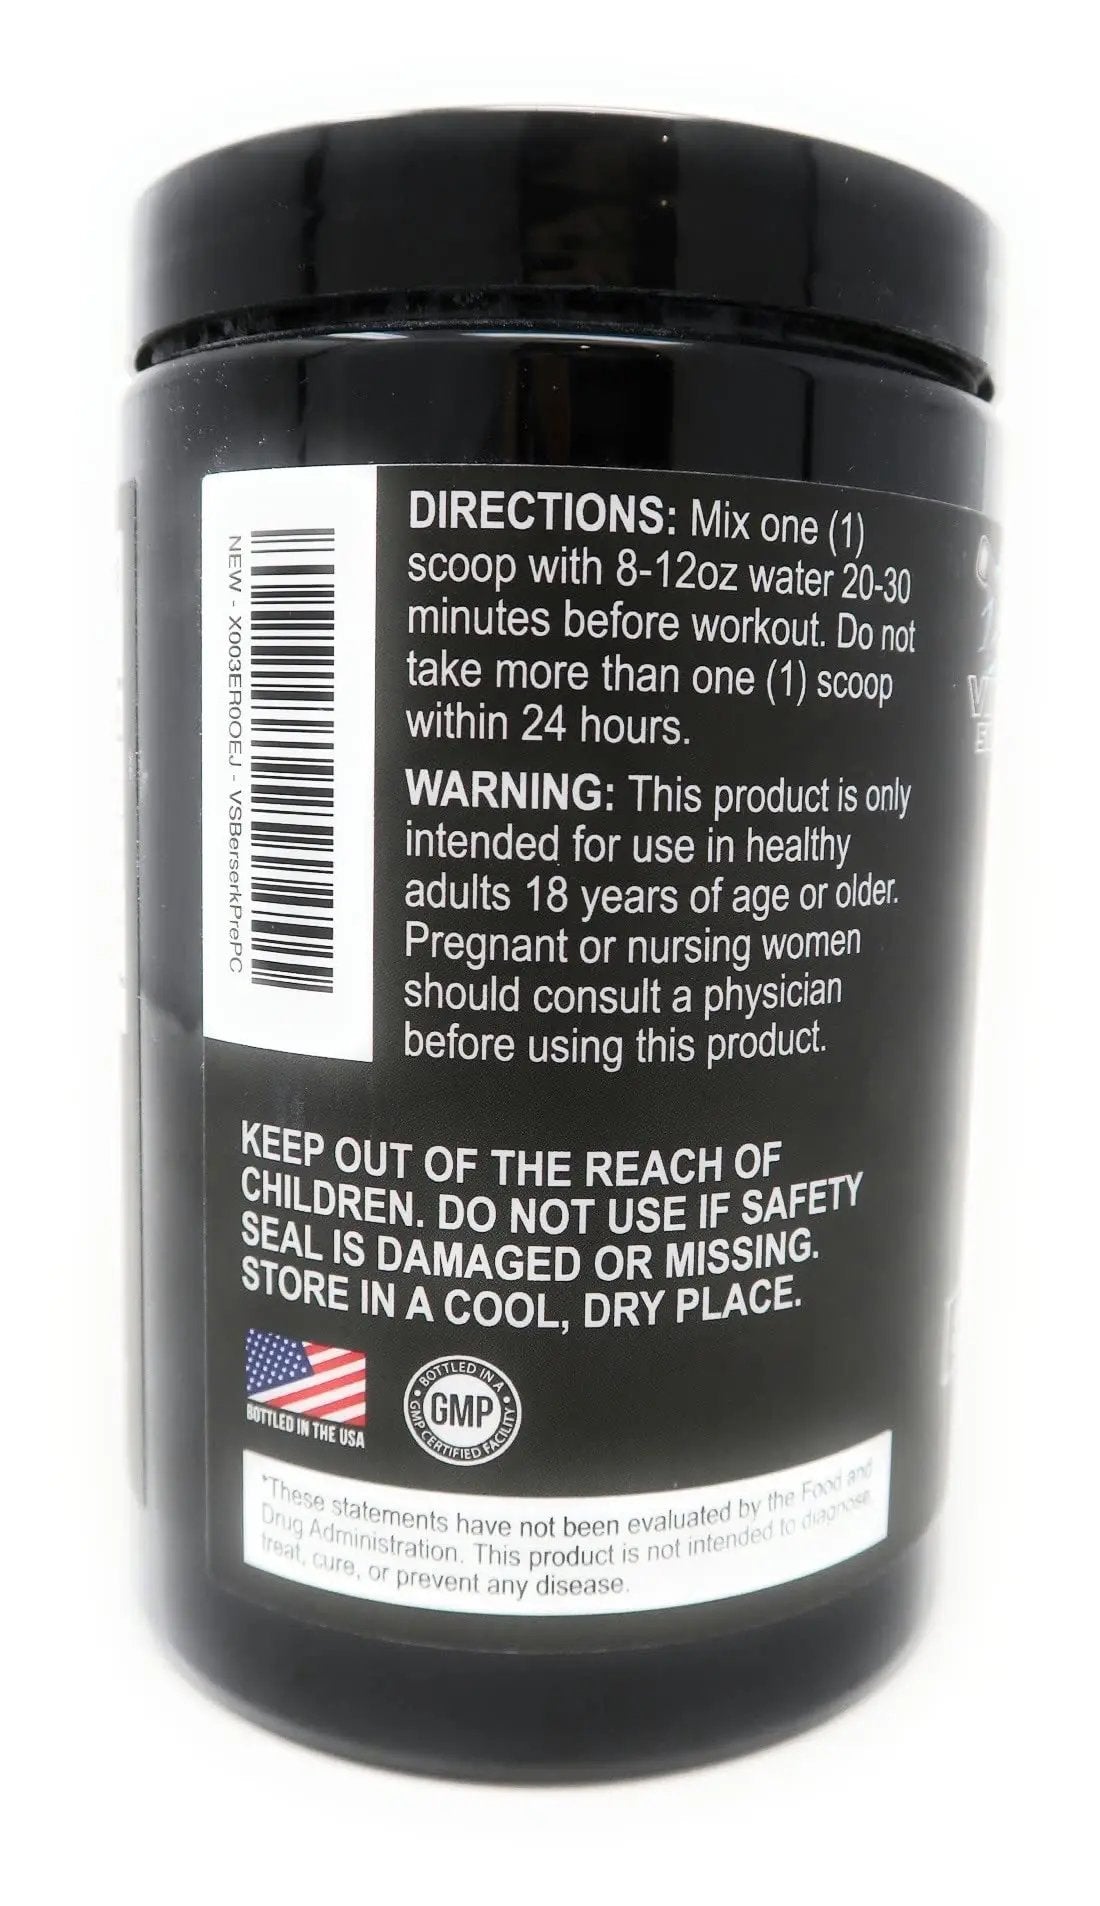 NEW - X003ER0OEJ - VSBerserkPrePC
DIRECTIONS: Mix one (1)
scoop with 8-12oz water 20-30
minutes before workout. Do not
take more than one (1) scoop
within 24 hours.
WARNING: This product is only
intended for use in healthy
adults 18 years of age or older.
Pregnant or nursing women
should consult a physician
before using this product.
KEEP OUT OF THE REACH OF
CHILDREN. DO NOT USE IF SAFETY
SEAL IS DAMAGED OR MISSING.
STORE IN A COOL, DRY PLACE.
BOTTLED IN THE USA
BOTTLED IN A
GMP
GMP CERTIFIED FACILITY
*These statements have not been evaluated by the Food and
Drug Administration. This product is not intended to diagnose,
treat, cure, or prevent any disease.